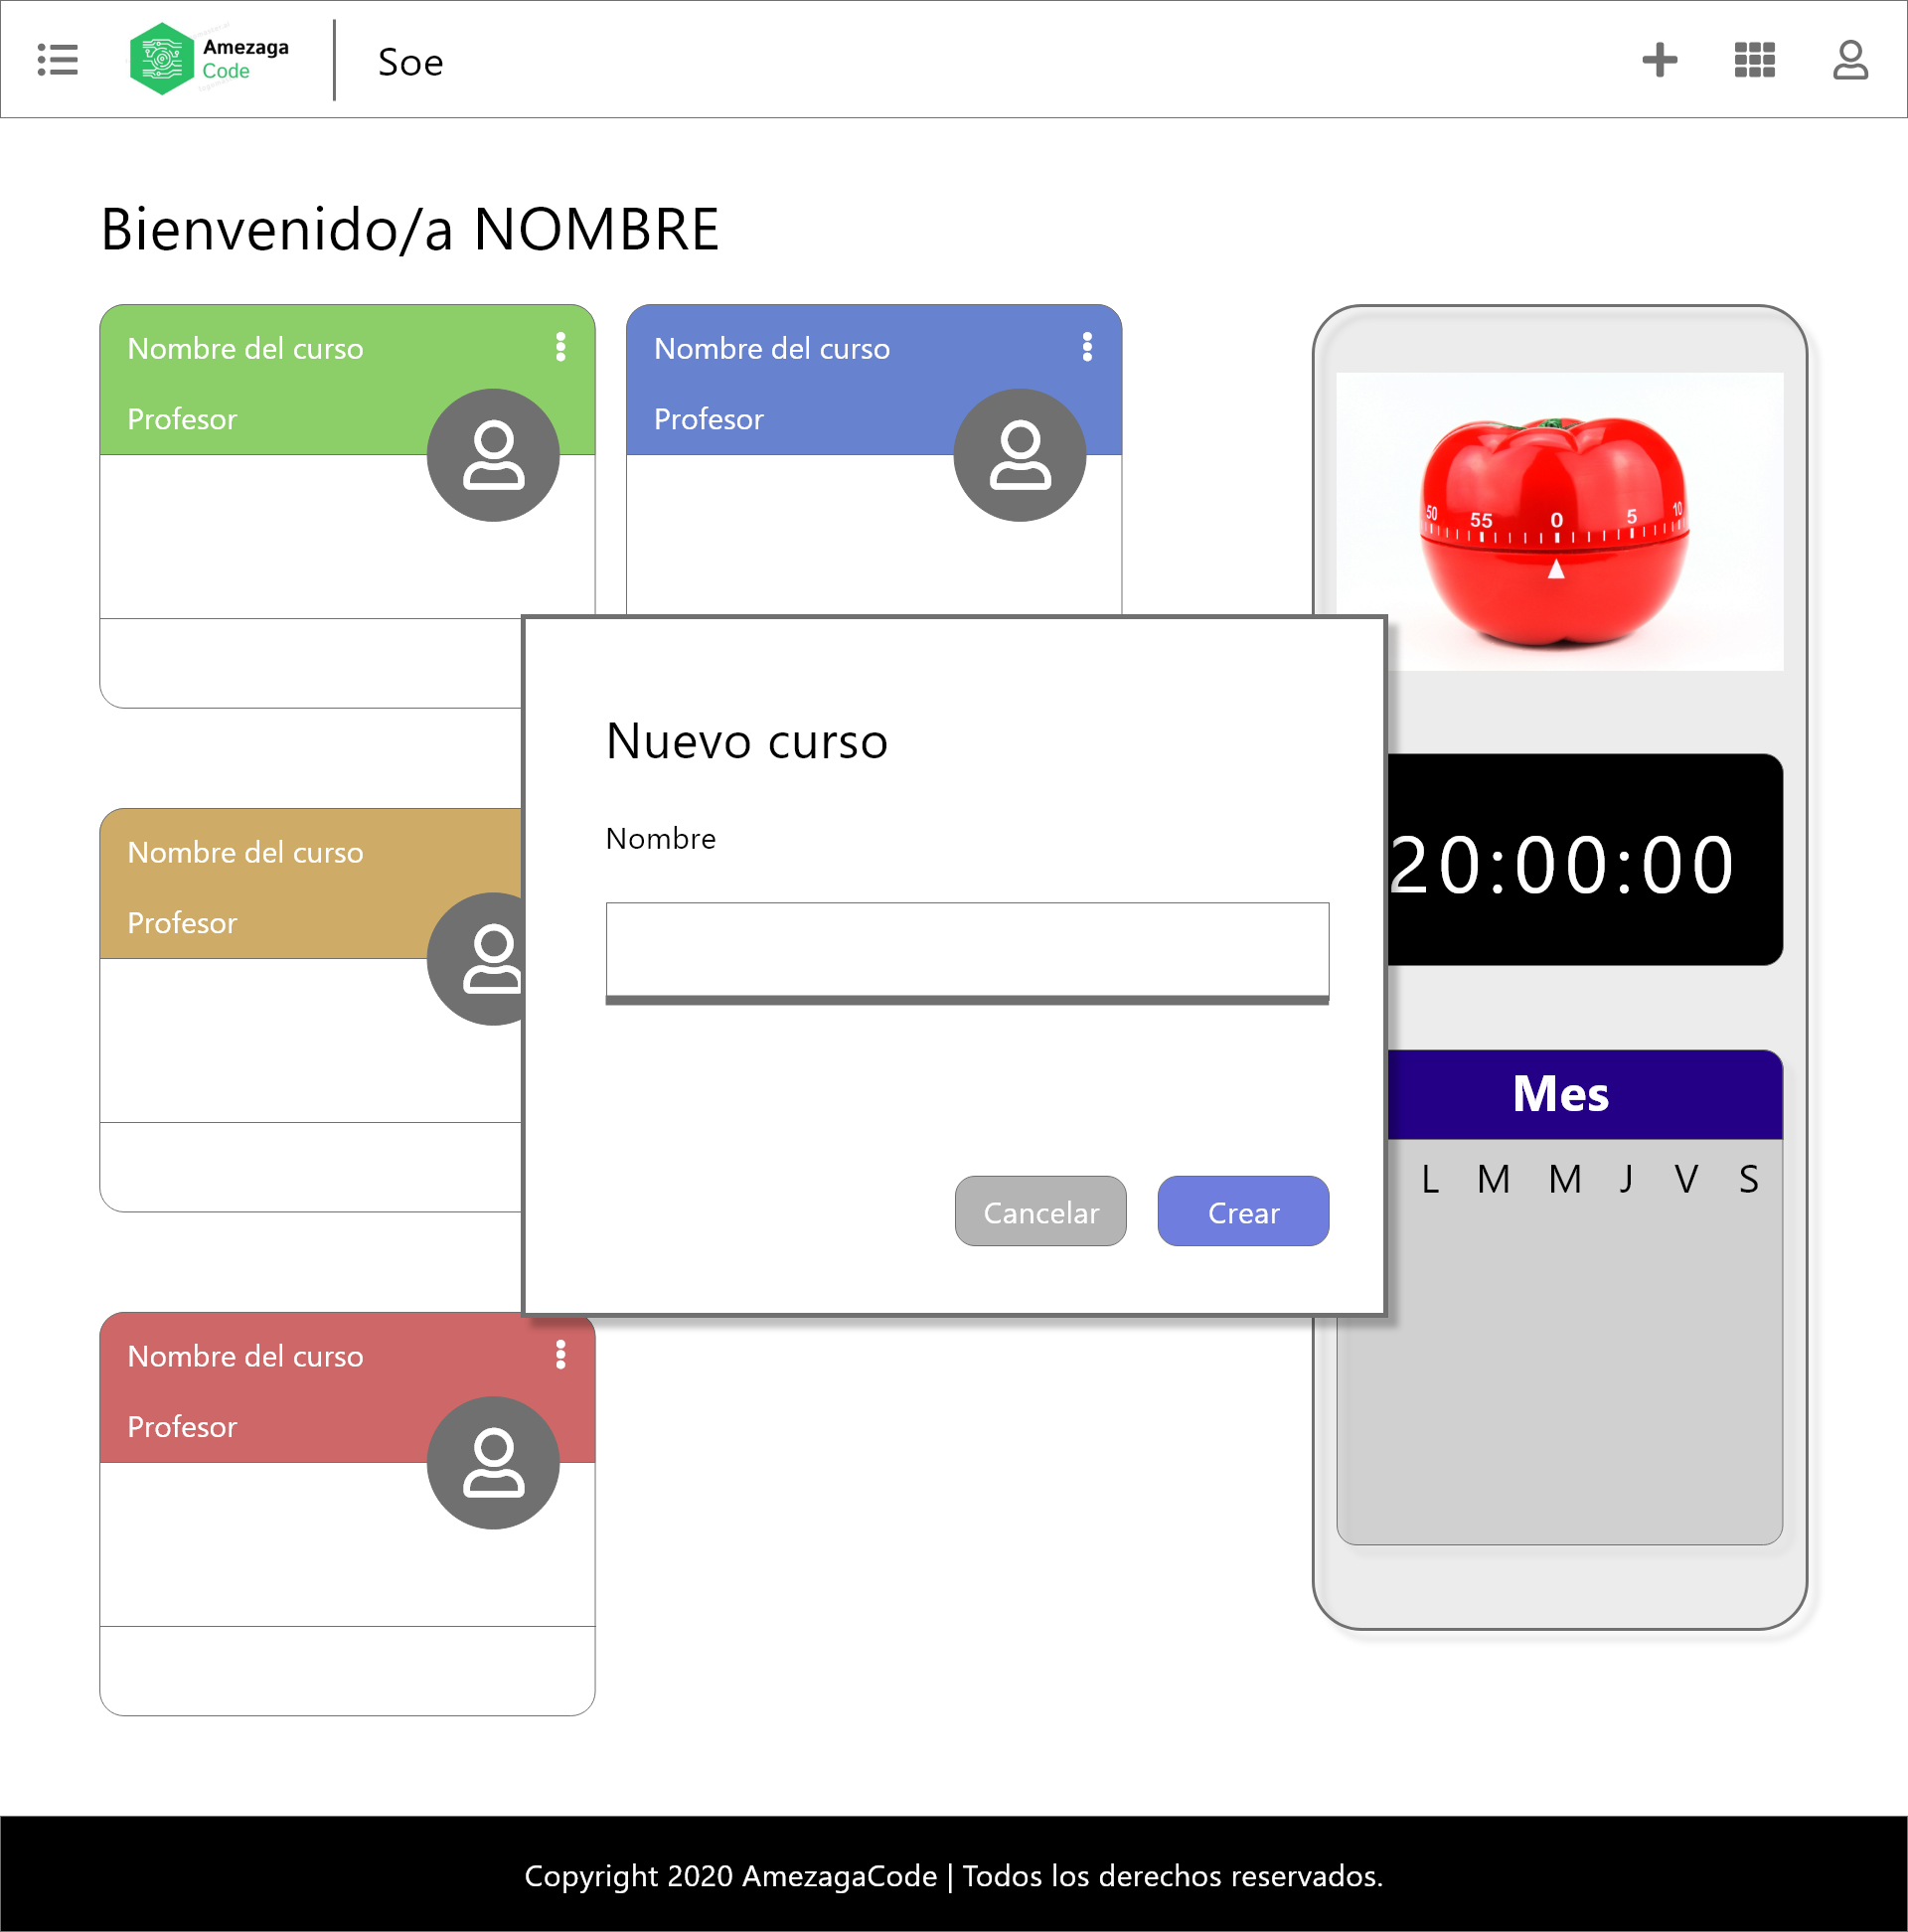 Amezaga
Code
Soe
Bienvenido/a NOMBRE
Nombre del curso
Profesor
Nombre del curso
Profesor
50 55 0 5 10
Nuevo curso
Nombre
Cancelar
Crear
20:00:00
Mes
L M M J V S
Nombre del curso
Profesor
Nombre del curso
Profesor
Copyright 2020 AmezagaCode | Todos los derechos reservados.